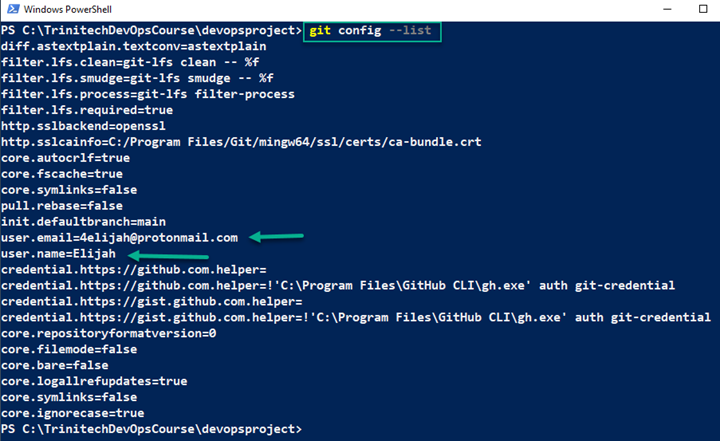 Windows PowerShell
PS C:\TrinitechDevOpsCourse\devopsproject> git config --list
diff.astextplain.textconv=astextplain
filter.lfs.clean=git-lfs clean -- %f
filter.lfs.smudge=git-lfs smudge -- %f
filter.lfs.process=git-lfs filter-process
filter.lfs.required=true
http.sslbackend=openssl
http.sslcainfo=C:/Program Files/Git/mingw64/ssl/certs/ca-bundle.crt
core.autocrlf=true
core.fscache=true
core.symlinks=false
pull.rebase=false
init.defaultbranch=main
user.email=4elijah@protonmail.com
user.name=Elijah
credential.https://github.com.helper=
credential.https://github.com.helper=!'C:\Program Files\GitHub CLI\gh.exe' auth git-credential
credential.https://gist.github.com.helper=
credential.https://gist.github.com.helper=!'C:\Program Files\GitHub CLI\gh.exe' auth git-credential
core.repositoryformatversion=0
core.filemode=false
core.bare=false
core.logallrefupdates=true
core.symlinks=false
core.ignorecase=true
PS C:\TrinitechDevOpsCourse\devopsproject>